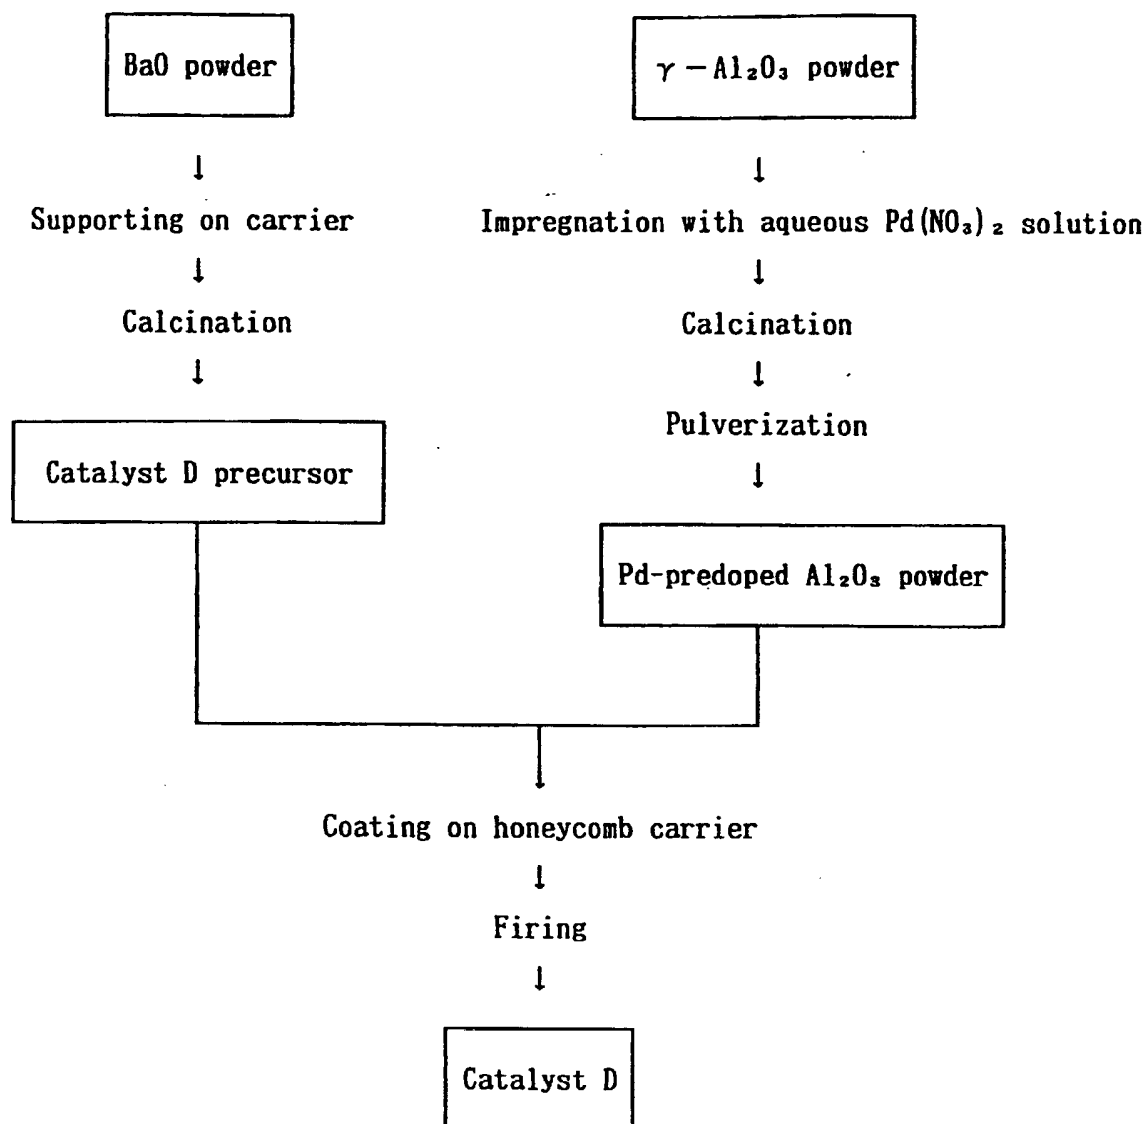 BaO powder
γ－Al₂O₃ powder
↓
↓
Supporting on carrier
Impregnation with aqueous Pd(NO₃)₂ solution
↓
↓
Calcination
Calcination
↓
↓
Pulverization
Catalyst D precursor
↓
Pd-predoped Al₂O₃ powder
Coating on honeycomb carrier
↓
Firing
↓
Catalyst D